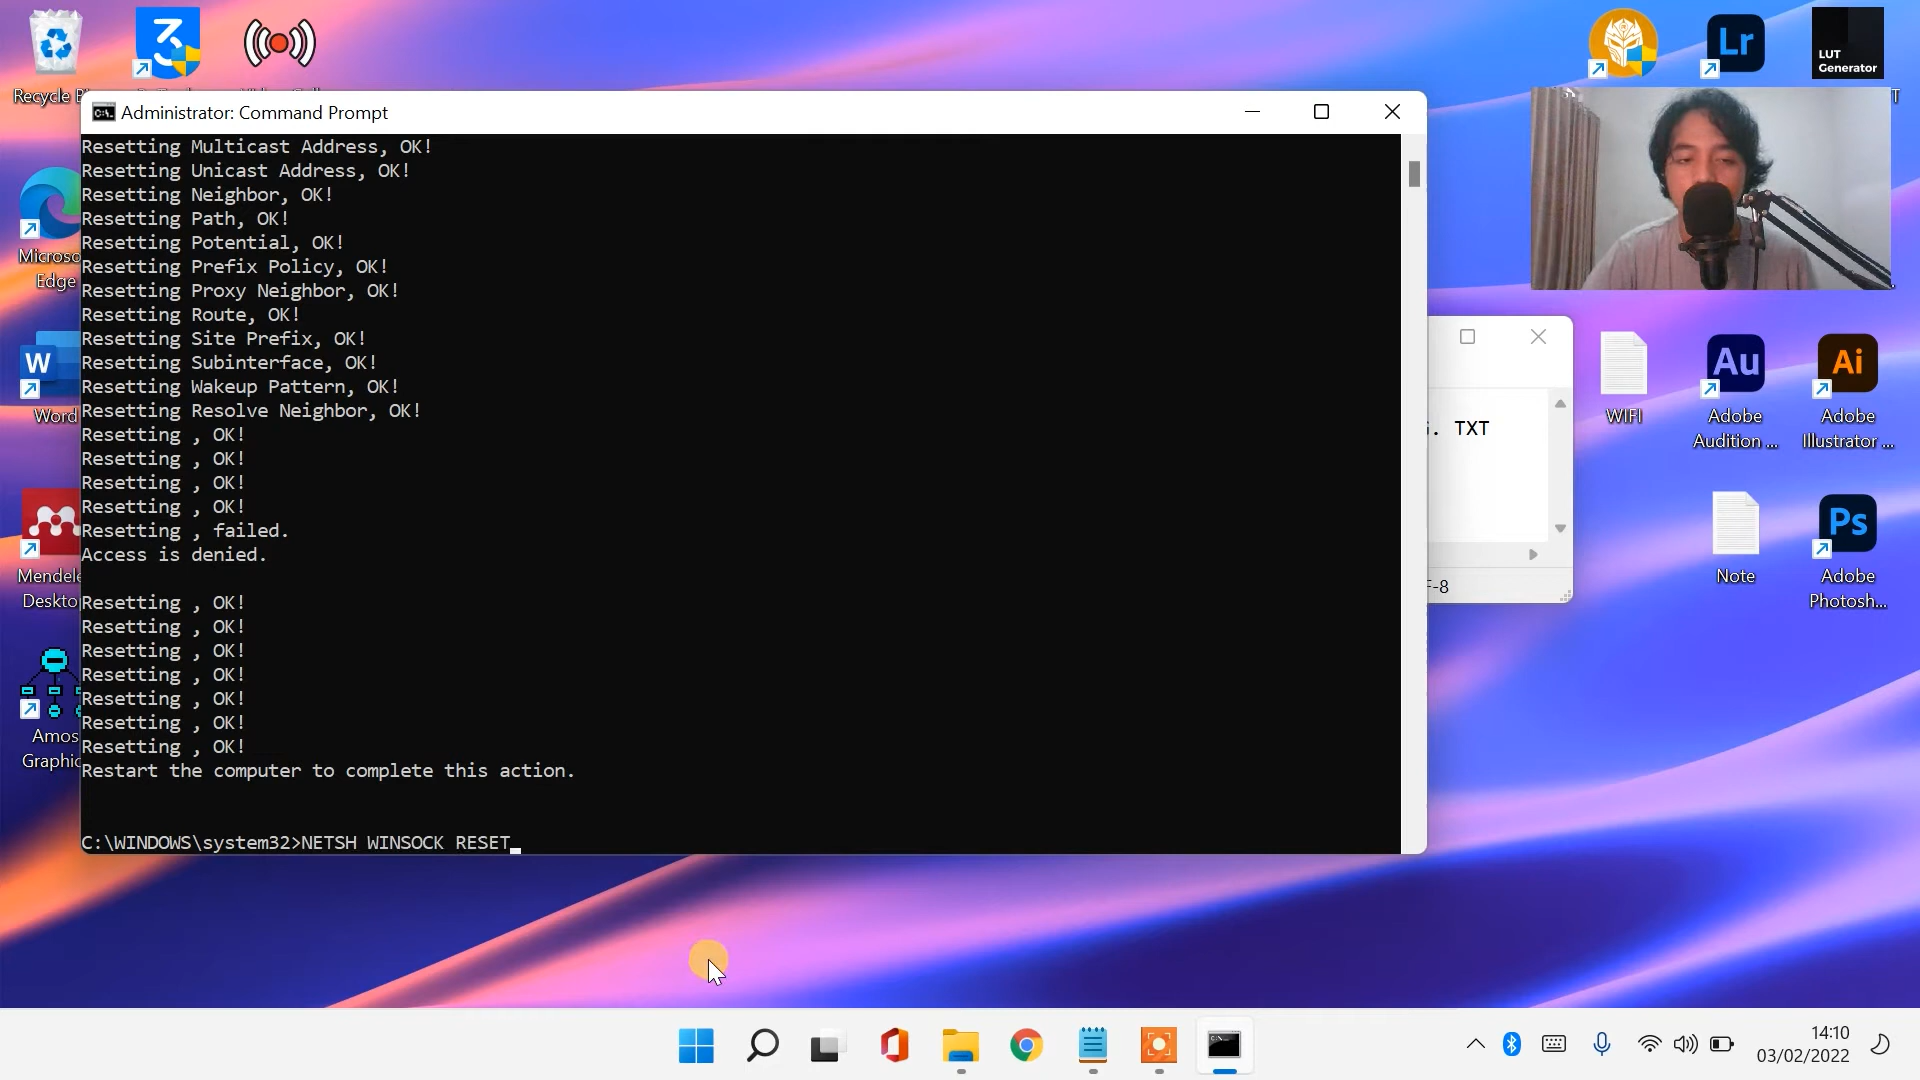 LUT
Generator
Recycle
T
Administrator: Command Prompt
Resetting Multicast Address, OK!
Resetting Unicast Address, OK!
Resetting Neighbor, OK!
Resetting Path, OK!
Resetting Potential, OK!
Resetting Prefix Policy, OK!
Resetting Proxy Neighbor, OK!
Resetting Route, OK!
Resetting Site Prefix, OK!
Resetting Subinterface, OK!
Resetting Wakeup Pattern, OK!
Resetting Resolve Neighbor, OK!
Resetting , OK!
Resetting , OK!
Resetting , OK!
Resetting , OK!
Resetting , failed.
Access is denied.
Resetting , OK!
Resetting , OK!
Resetting , OK!
Resetting , OK!
Resetting , OK!
Resetting , OK!
Resetting , OK!
Restart the computer to complete this action.
C:\WINDOWS\system32>NETSH WINSOCK RESET
Microso
Edge
W
Word
Mendele
Deskto
Amos
Graphic
. TXT
F-8
Lr
WIFI
Au
Adobe
Audition ...
Ai
Adobe
Illustrator ...
Note
Ps
Adobe
Photosh...
14:10
03/02/2022